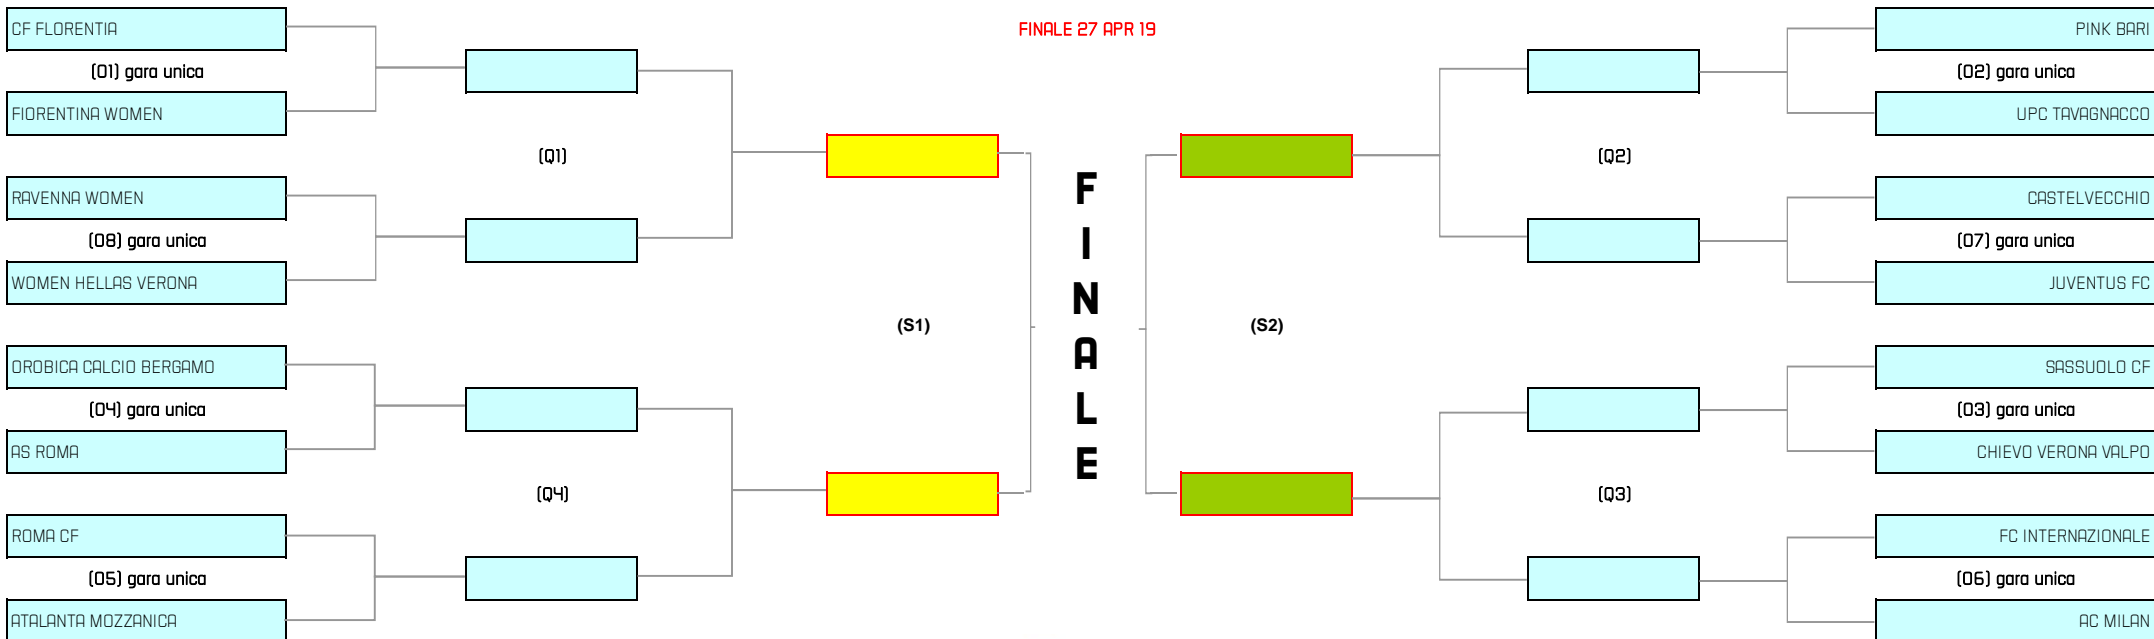 CF FLORENTIA
(01) gara unica
FIORENTINA WOMEN
(Q1)
RAVENNA WOMEN
(08) gara unica
WOMEN HELLAS VERONA
OROBICA CALCIO BERGAMO
(04) gara unica
AS ROMA
(Q4)
ROMA CF
(05) gara unica
ATALANTA MOZZANICA
(S1)
FINALE 27 APR 19
F
I
N
A
L
E
(S2)
PINK BARI
(02) gara unica
UPC TAVAGNACCO
(Q2)
CASTELVECCHIO
(07) gara unica
JUVENTUS FC
SASSUOLO CF
(03) gara unica
CHIEVO VERONA VALPO
(Q3)
FC INTERNAZIONALE
(06) gara unica
AC MILAN